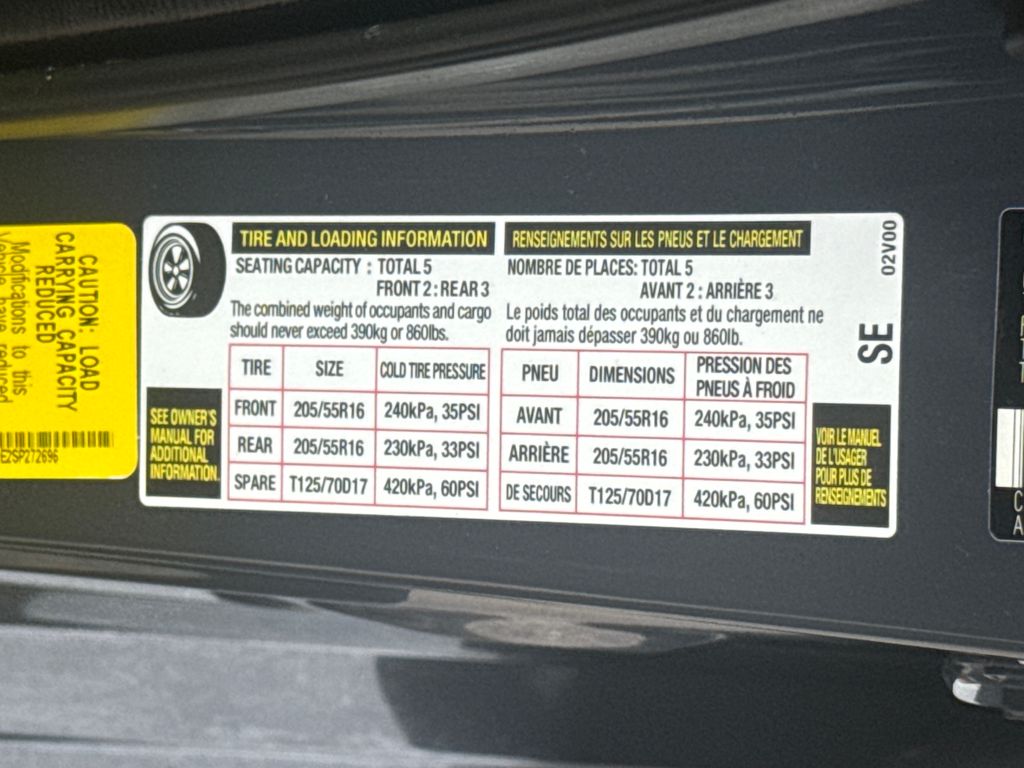 CAUTION: LOAD
CARRYING CAPACITY
REDUCED
Modifications to this
Vehicle have reduced
TIRE AND LOADING INFORMATION
SEATING CAPACITY : TOTAL 5
FRONT 2 : REAR 3
The combined weight of occupants and cargo
should never exceed 390kg or 860lbs.
TIRE SIZE COLD TIRE PRESSURE
FRONT 205/55R16 240kPa, 35PSI
REAR 205/55R16 230kPa, 33PSI
SPARE T125/70D17 420kPa, 60PSI
SEE OWNER'S
MANUAL FOR
ADDITIONAL
INFORMATION.
RENSEIGNEMENTS SUR LES PNEUS ET LE CHARGEMENT
NOMBRE DE PLACES: TOTAL 5
AVANT 2 : ARRIÈRE 3
Le poids total des occupants et du chargement ne
doit jamais dépasser 390kg ou 860lb.
PNEU DIMENSIONS PRESSION DES
PNEUS À FROID
AVANT 205/55R16 240kPa, 35PSI
ARRIÈRE 205/55R16 230kPa, 33PSI
DE SECOURS T125/70D17 420kPa, 60PSI
VOIR LE MANUEL
DE L'USAGER
POUR PLUS DE
RENSEIGNEMENTS
02V00
SE